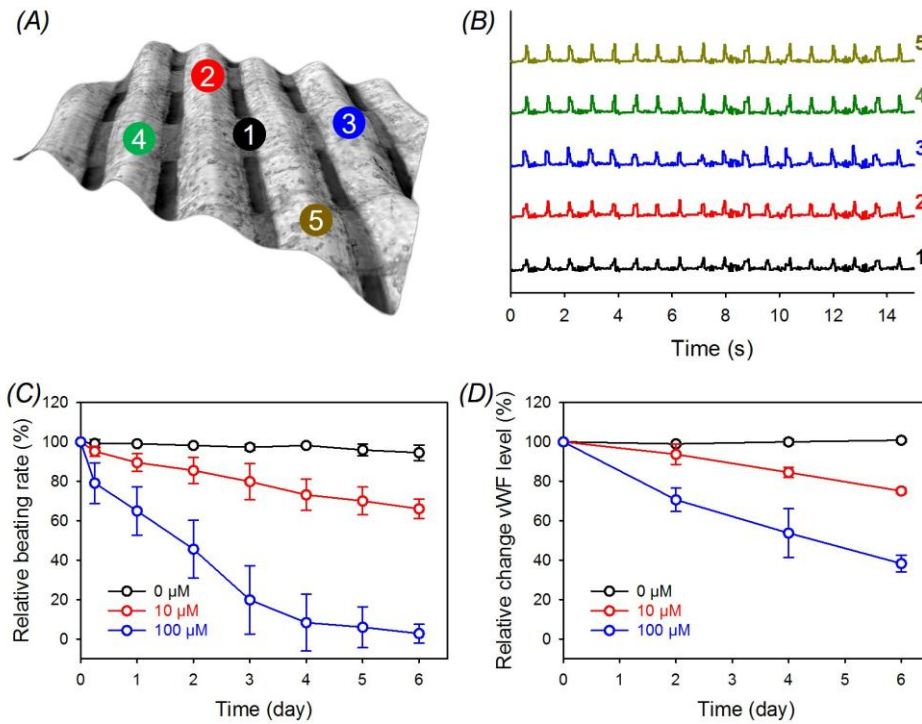 (A)
2
3
4
1
5
(B)
5
4
3
2
1
0 2 4 6 8 10 12 14
Time (s)
(C)
Relative beating rate (%)
120
100
80
60
40
20
0
0 µM
10 µM
100 µM
0 1 2 3 4 5 6
Time (day)
(D)
Relative change vWF level (%)
120
100
80
60
40
20
0
0 µM
10 µM
100 µM
0 2 4 6
Time (day)